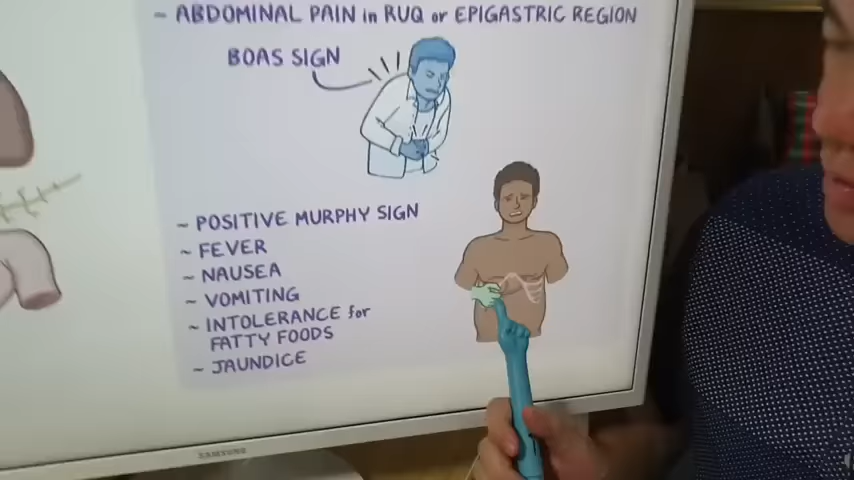 ~ ABDOMINAL PAIN in RUQ or EPIGASTRIC REGION
BOAS SIGN
~ POSITIVE MURPHY SIGN
~ FEVER
~ NAUSEA
~ VOMITING
~ INTOLERANCE for
FATTY FOODS
~ JAUNDICE
SAMSUNG